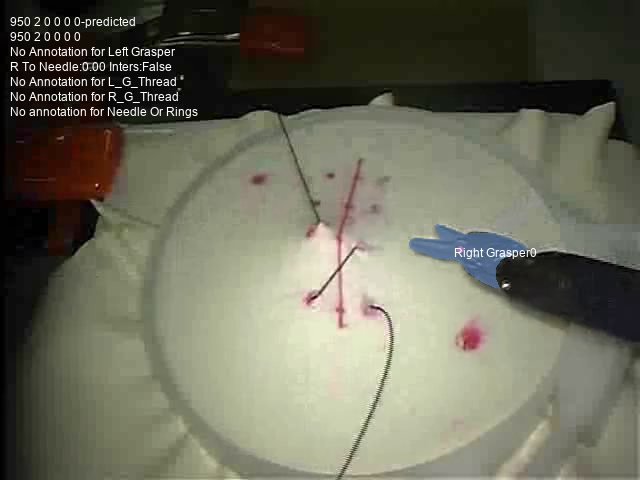 950 2 0 0 0 0-predicted
950 2 0 0 0 0
No Annotation for Left Grasper
R To Needle:0.00 Inters:False
No Annotation for L_G_Thread
No Annotation for R_G_Thread
No annotation for Needle Or Rings
Right Grasper0